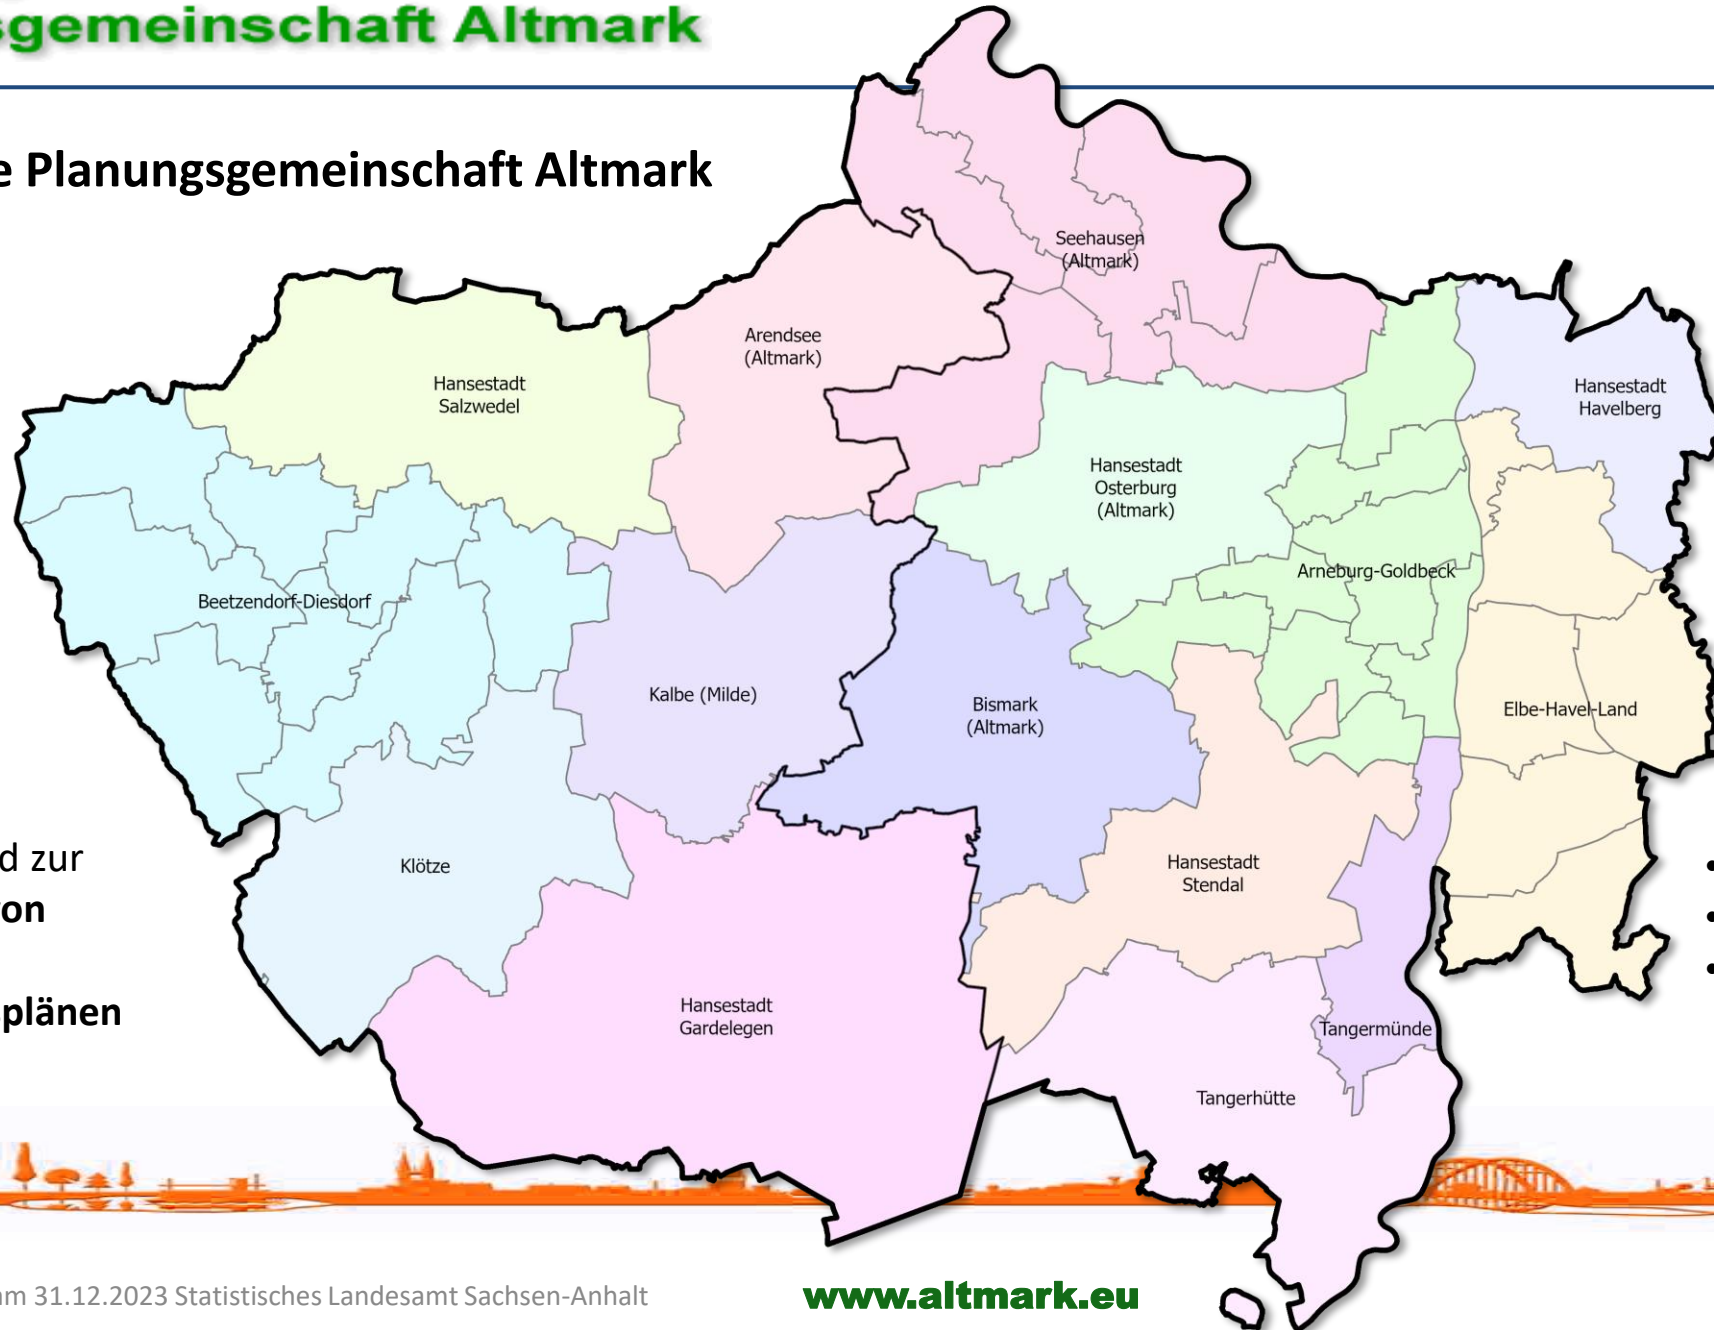 sgemeinschaft Altmark
e Planungsgemeinschaft Altmark
Seehausen
(Altmark)
Arendsee
(Altmark)
Hansestadt
Salzwedel
Hansestadt
Havelberg
Hansestadt
Osterburg
(Altmark)
Arneburg-Goldbeck
Beetzendorf-Diesdorf
Kalbe (Milde)
Bismark
(Altmark)
Elbe-Havel-Land
Klötze
Hansestadt
Stendal
d zur
on
plänen
Hansestadt
Gardelegen
Tangermünde
Tangerhütte
am 31.12.2023 Statistisches Landesamt Sachsen-Anhalt
www.altmark.eu